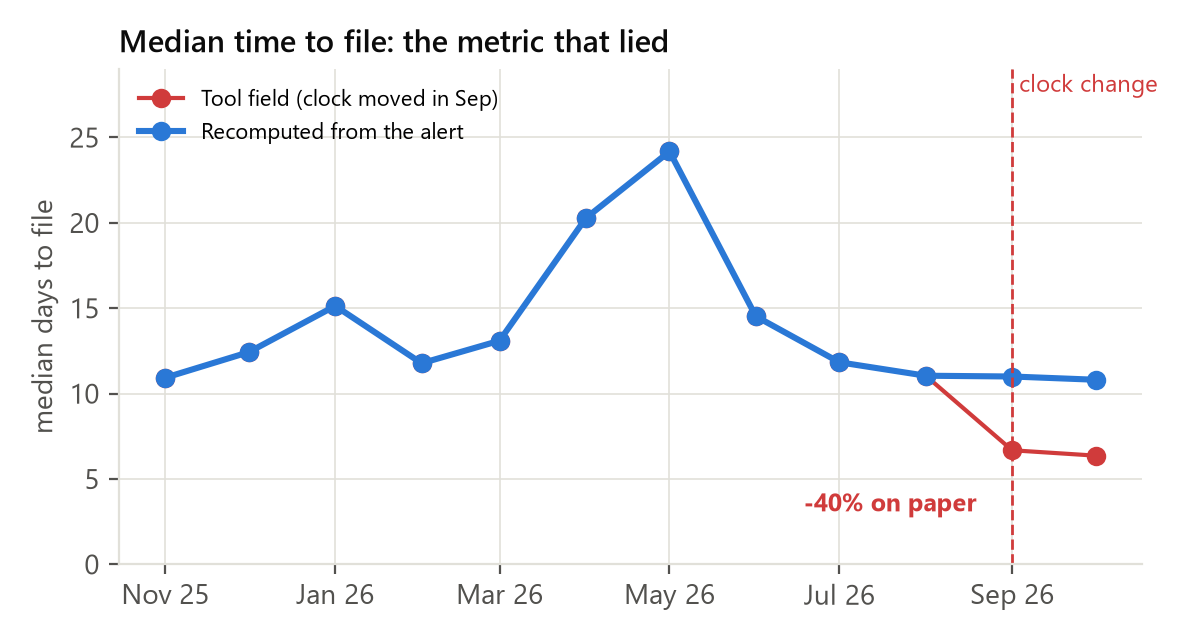 Median time to file: the metric that lied
Tool field (clock moved in Sep)
Recomputed from the alert
clock change
median days to file
25
20
15
10
5
0
-40% on paper
Nov 25
Jan 26
Mar 26
May 26
Jul 26
Sep 26